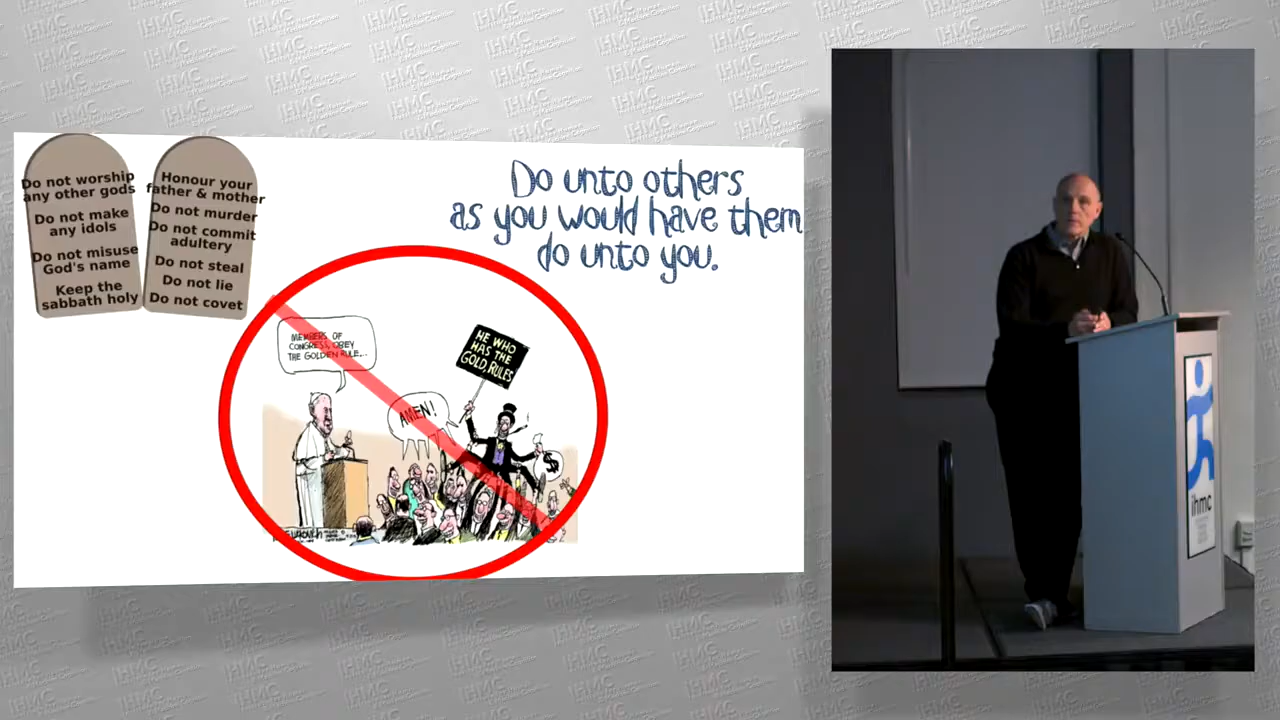 Do not worship
any other gods
Do not make
any idols
Do not misuse
God's name
Keep the
sabbath holy
Honour your
father & mother
Do not murder
Do not commit
adultery
Do not steal
Do not lie
Do not covet
Do unto others
as you would have them
do unto you.
MEMBERS OF
CONGRESS, OBEY
THE GOLDEN RULE...
HE WHO
HAS THE
GOLD, RULES
AMEN!
$
ihmc
IHMC